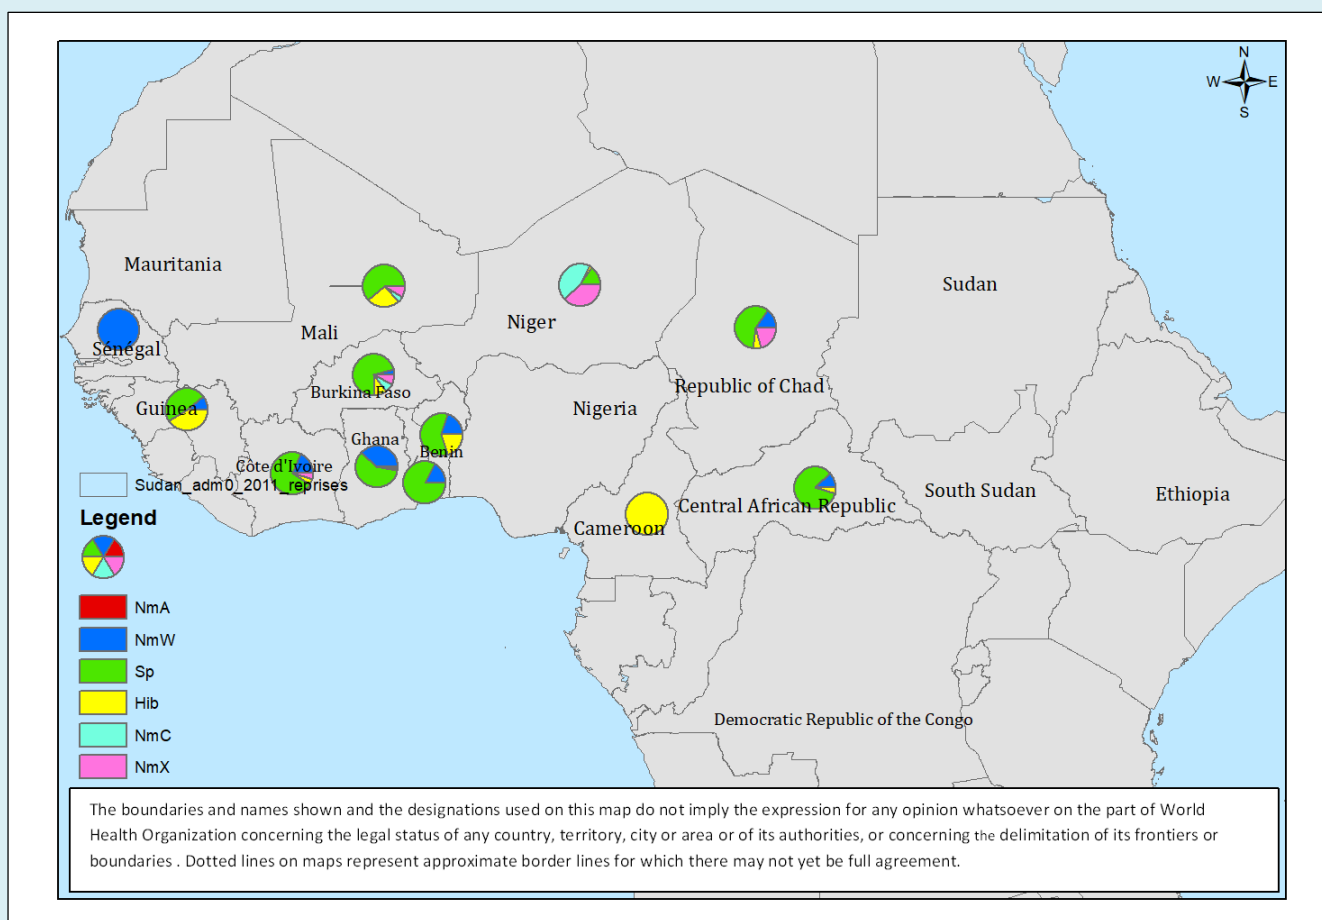 N
W E
S
Mauritania
Sudan
Niger
Mali
Sénégal
Republic of Chad
Burkina Faso
Guinea
Nigeria
Ghana
Benin
Côte d'Ivoire
Sudan_adm0_2011_reprises
South Sudan
Ethiopia
Central African Republic
Cameroon
Legend
NmA
NmW
Sp
Hib
NmC
NmX
Democratic Republic of the Congo
The boundaries and names shown and the designations used on this map do not imply the expression for any opinion whatsoever on the part of World
Health Organization concerning the legal status of any country, territory, city or area or of its authorities, or concerning the delimitation of its frontiers or
boundaries . Dotted lines on maps represent approximate border lines for which there may not yet be full agreement.